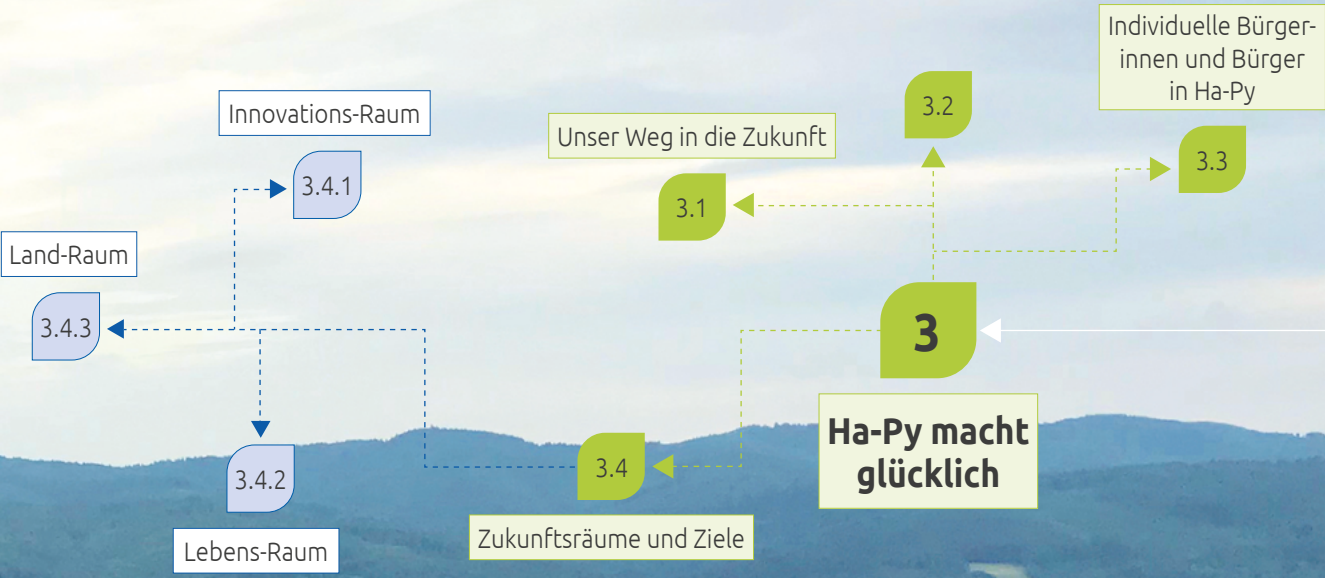 Individuelle Bürger-
innen und Bürger
in Ha-Py
3.3
3.2
Unser Weg in die Zukunft
3.1
Innovations-Raum
3.4.1
Land-Raum
3.4.3
3
Ha-Py macht
glücklich
3.4
Zukunftsräume und Ziele
3.4.2
Lebens-Raum